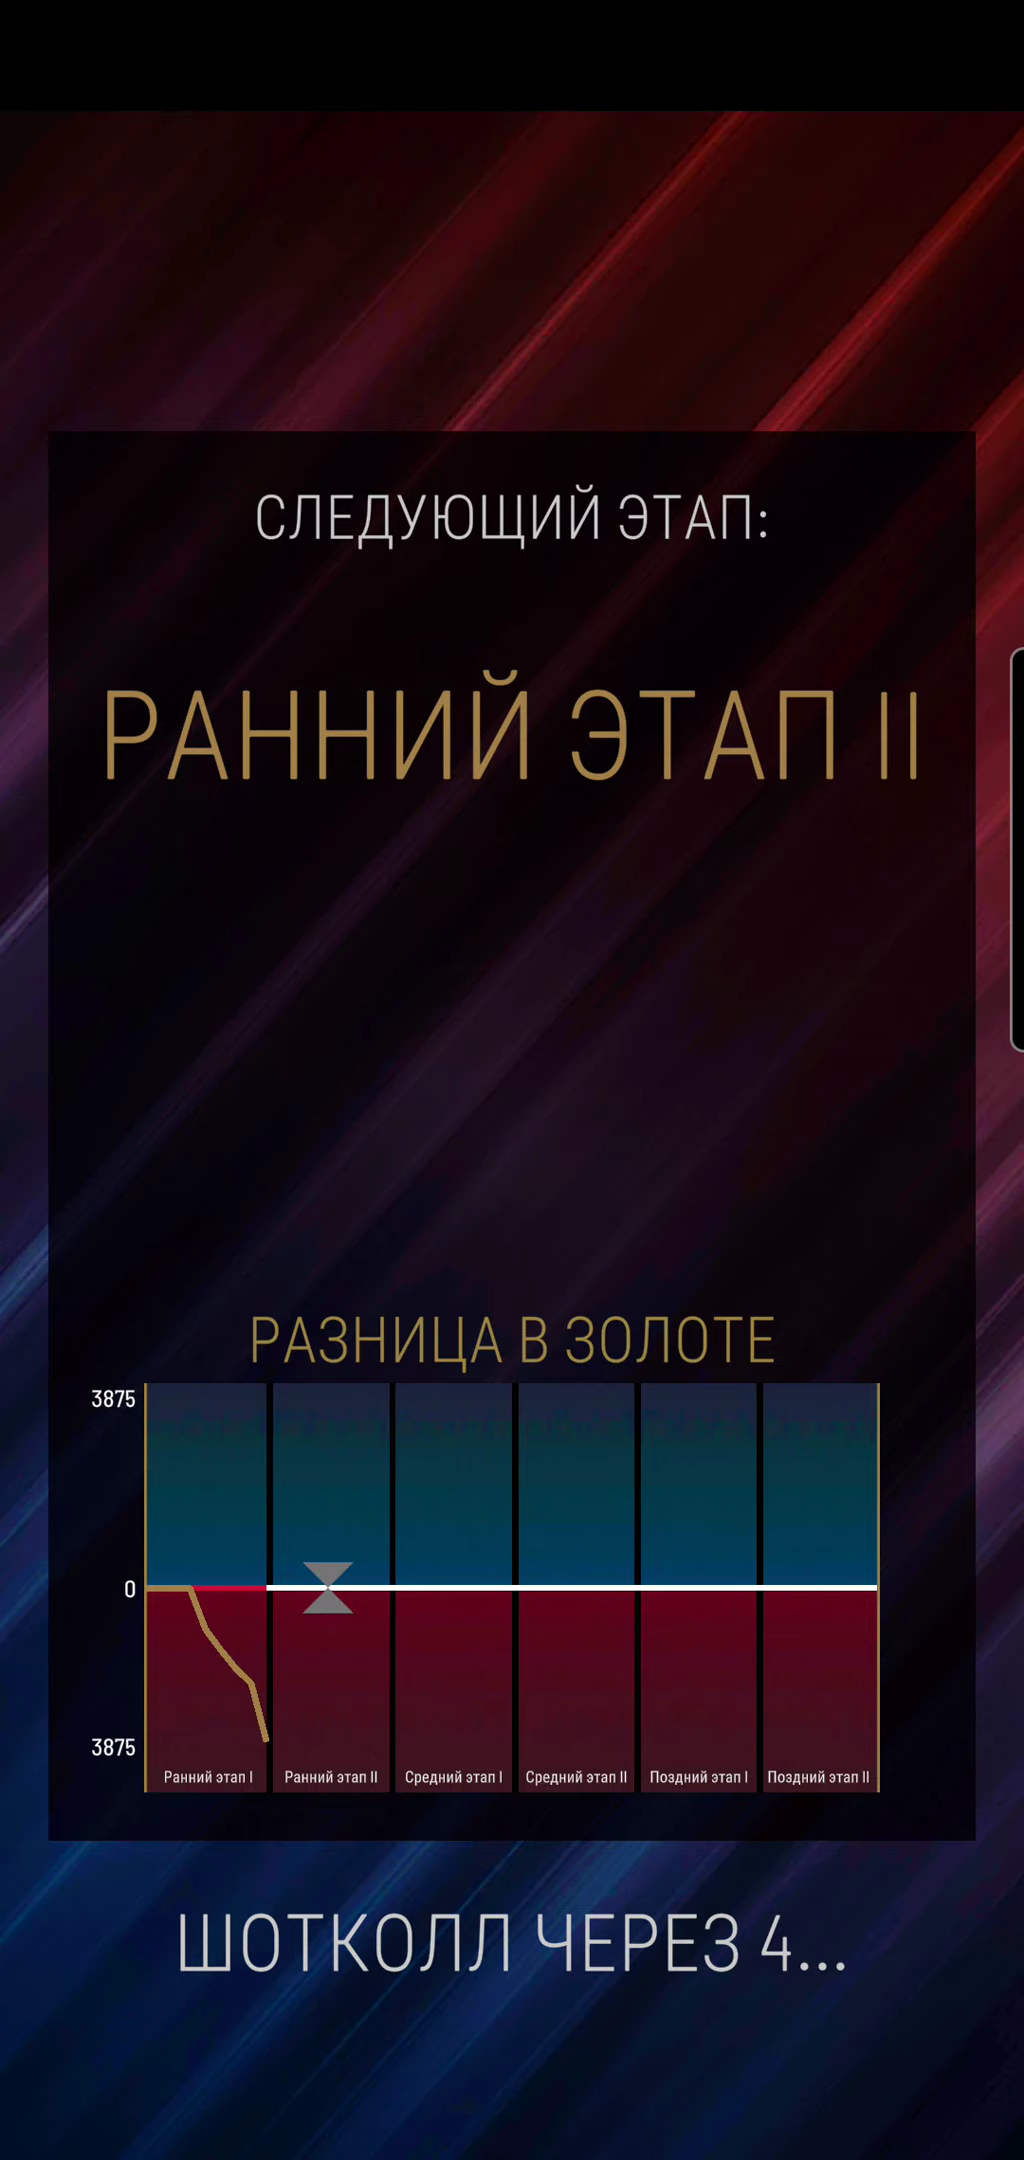 СЛЕДУЮЩИЙ ЭТАП:
РАННИЙ ЭТАП II
РАЗНИЦА В ЗОЛОТЕ
3875
0
3875
Ранний этап I Ранний этап II Средний этап I Средний этап II Поздний этап I Поздний этап II
ШОТКОЛЛ ЧЕРЕЗ 4...